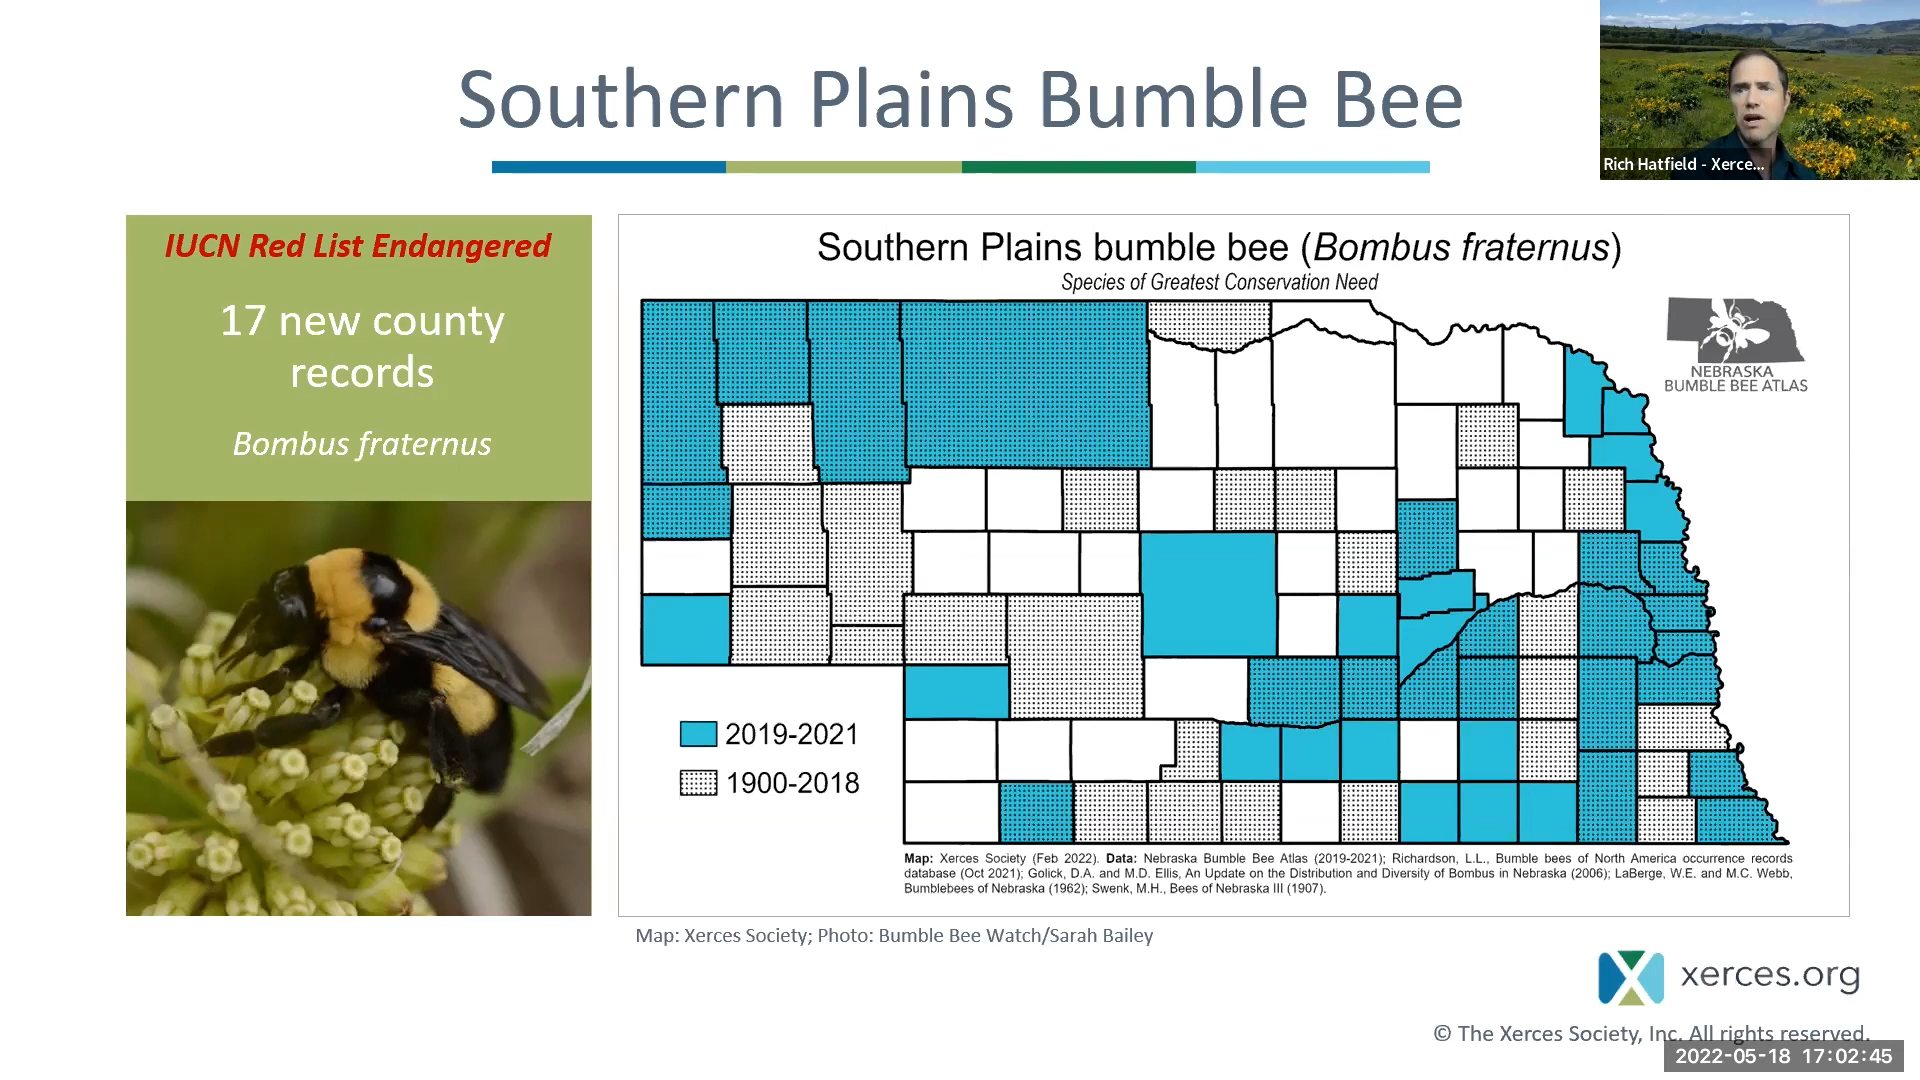 Southern Plains Bumble Bee
Rich Hatfield - Xerce...
IUCN Red List Endangered
17 new county
records
Bombus fraternus
Southern Plains bumble bee (Bombus fraternus)
Species of Greatest Conservation Need
NEBRASKA
BUMBLE BEE ATLAS
2019-2021
1900-2018
Map: Xerces Society (Feb 2022). Data: Nebraska Bumble Bee Atlas (2019-2021); Richardson, L.L., Bumble bees of North America occurrence records
database (Oct 2021); Golick, D.A. and M.D. Ellis, An Update on the Distribution and Diversity of Bombus in Nebraska (2006); LaBerge, W.E. and M.C. Webb,
Bumblebees of Nebraska (1962); Swenk, M.H., Bees of Nebraska III (1907).
Map: Xerces Society; Photo: Bumble Bee Watch/Sarah Bailey
xerces.org
© The Xerces Society, Inc. All rights reserved.
2022-05-18 17:02:45